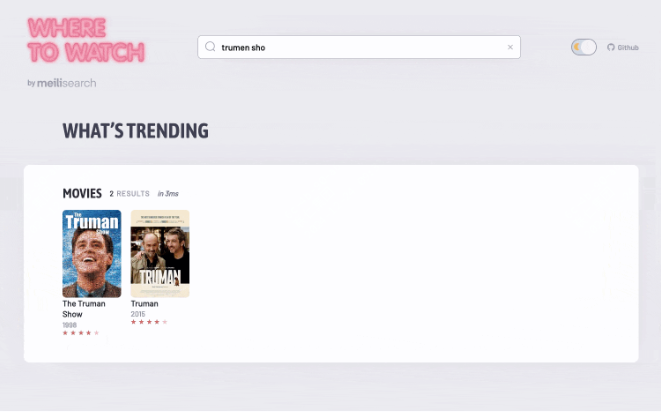 WHERE
TO WATCH
by meilisearch
trumen sho
Github
WHAT'S TRENDING
MOVIES 2 RESULTS in 3ms
The
Truman
Show
TRUMAN
The Truman
Show
1998
Truman
2015